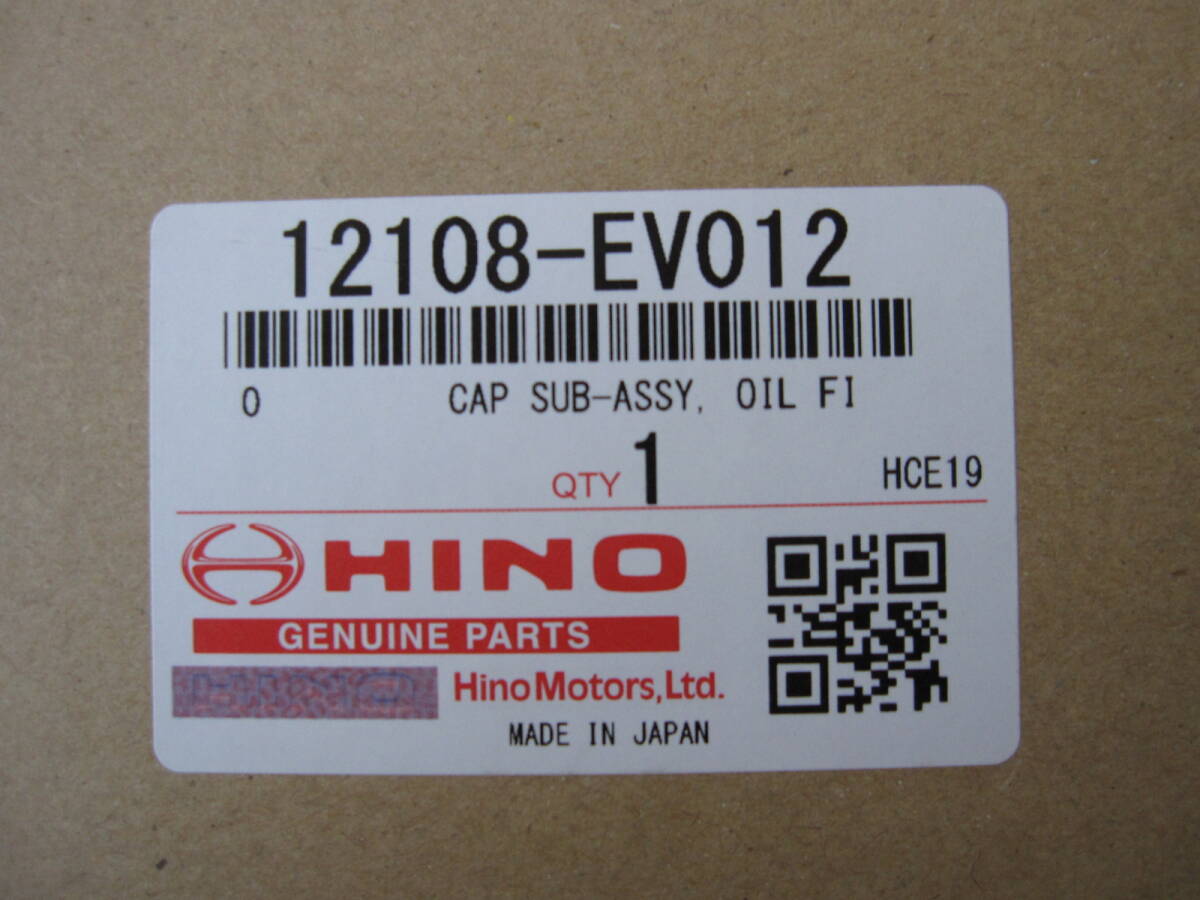 12108-EV012
0 CAP SUB-ASSY, OIL FI
QTY 1 HCE19
HINO
GENUINE PARTS
HINO Hino Motors, Ltd.
MADE IN JAPAN